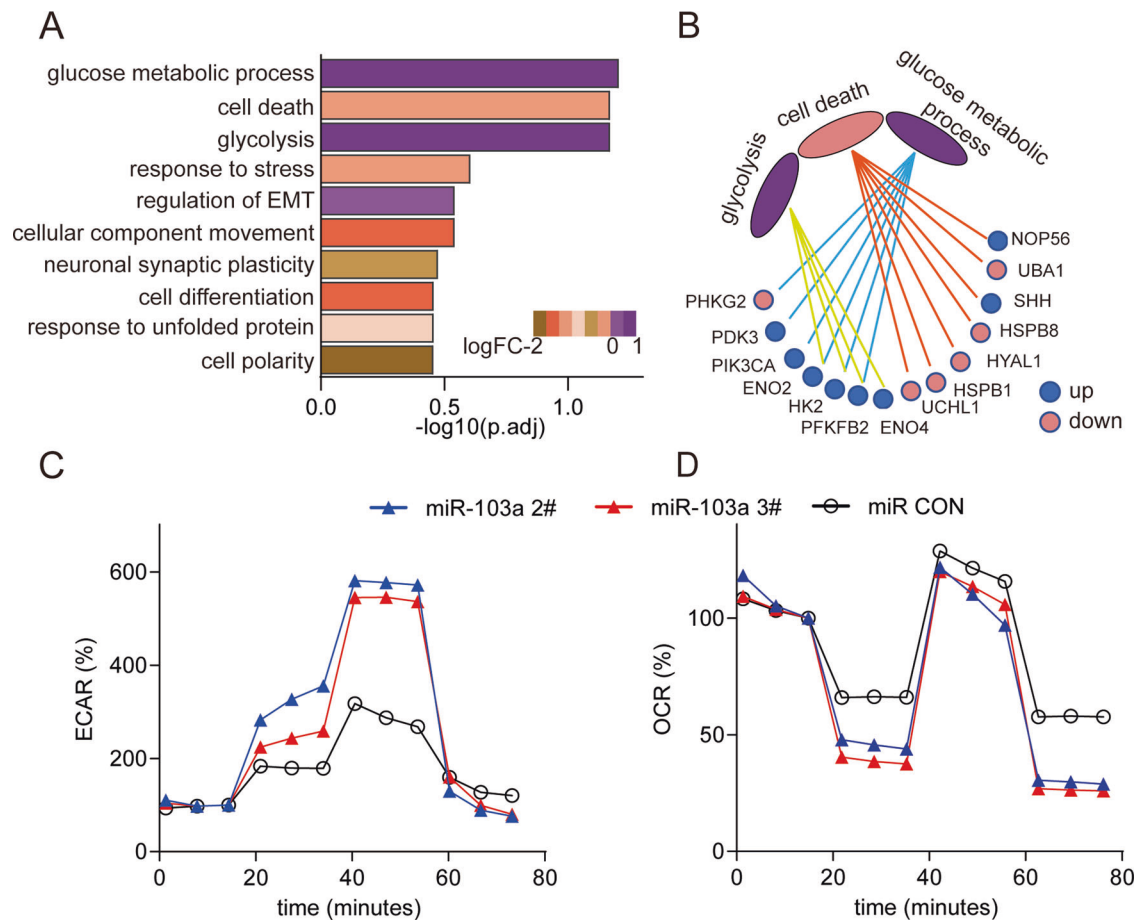 A
glucose metabolic process
cell death
glycolysis
response to stress
regulation of EMT
cellular component movement
neuronal synaptic plasticity
cell differentiation
response to unfolded protein
cell polarity
logFC-2 0 1
0.0 0.5 1.0
-log10(p.adj)
B
glycolysis
cell death
glucose metabolic
process
NOP56
UBA1
SHH
HSPB8
HYAL1
HSPB1
UCHL1
ENO4
PFKFB2
HK2
ENO2
PIK3CA
PDK3
PHKG2
up
down
C
D
miR-103a 2# miR-103a 3# miR CON
ECAR (%)
600
400
200
0
0 20 40 60 80
time (minutes)
OCR (%)
100
50
0
0 20 40 60 80
time (minutes)